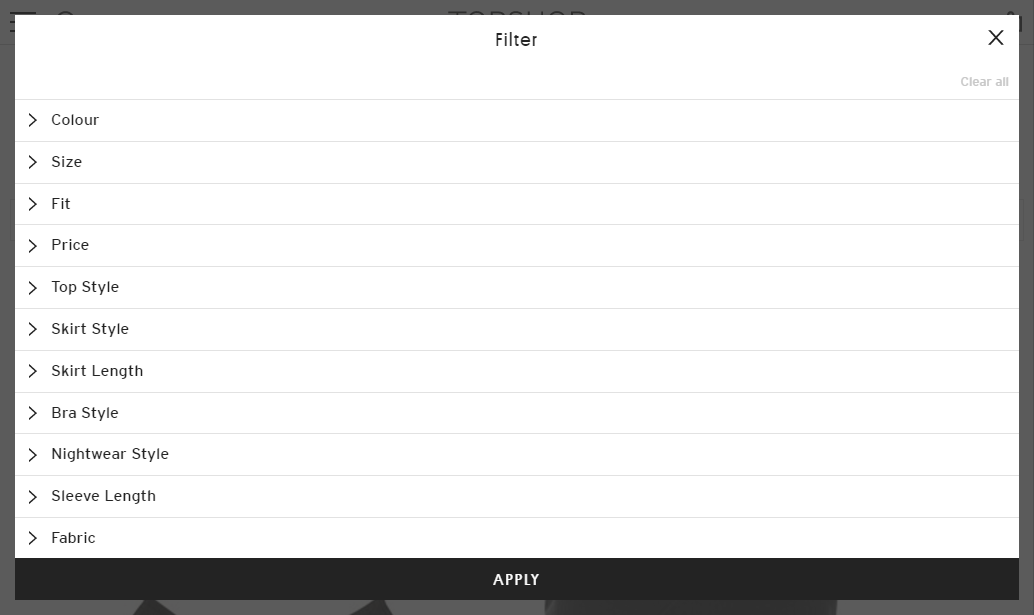 TOPSHOP
Filter
Clear all
Colour
Size
Fit
Price
Top Style
Skirt Style
Skirt Length
Bra Style
Nightwear Style
Sleeve Length
Fabric
APPLY